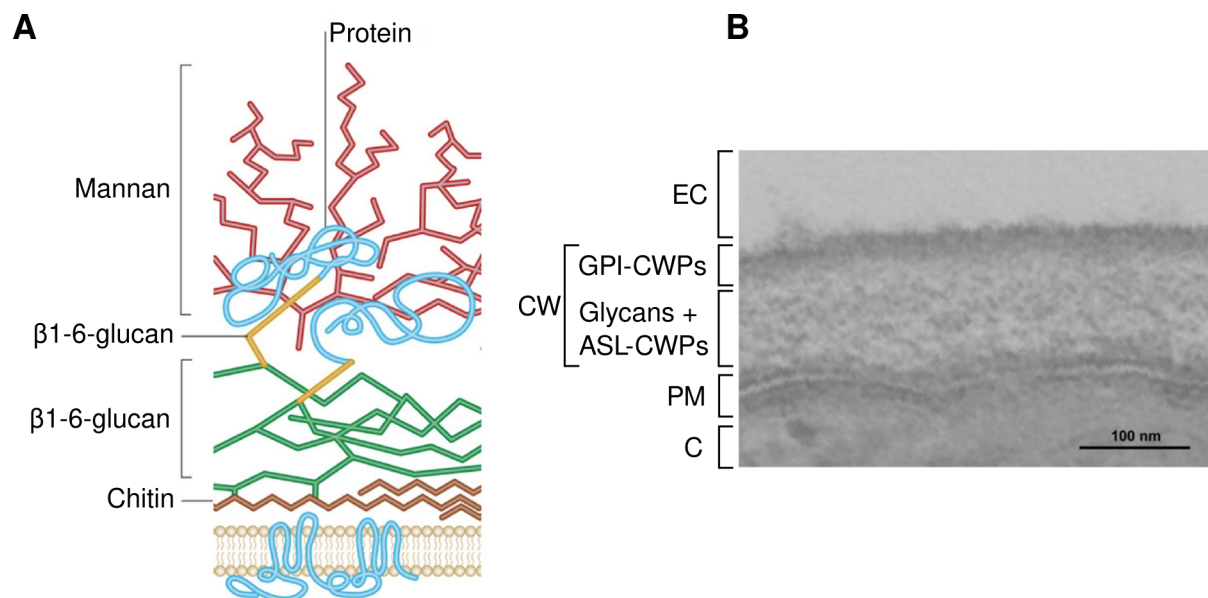 A
Protein
Mannan
β1-6-glucan
β1-6-glucan
Chitin
B
EC
GPI-CWPs
CW
Glycans +
ASL-CWPs
PM
C
100 nm